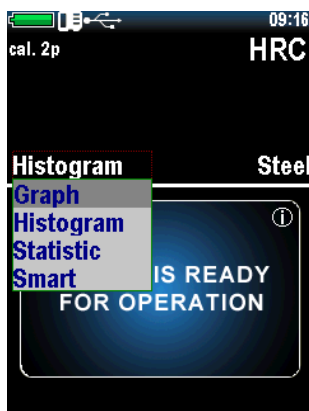 09:16
cal. 2p HRC
Histogram Steel
Graph
Histogram
Statistic
Smart
IS READY
FOR OPERATION